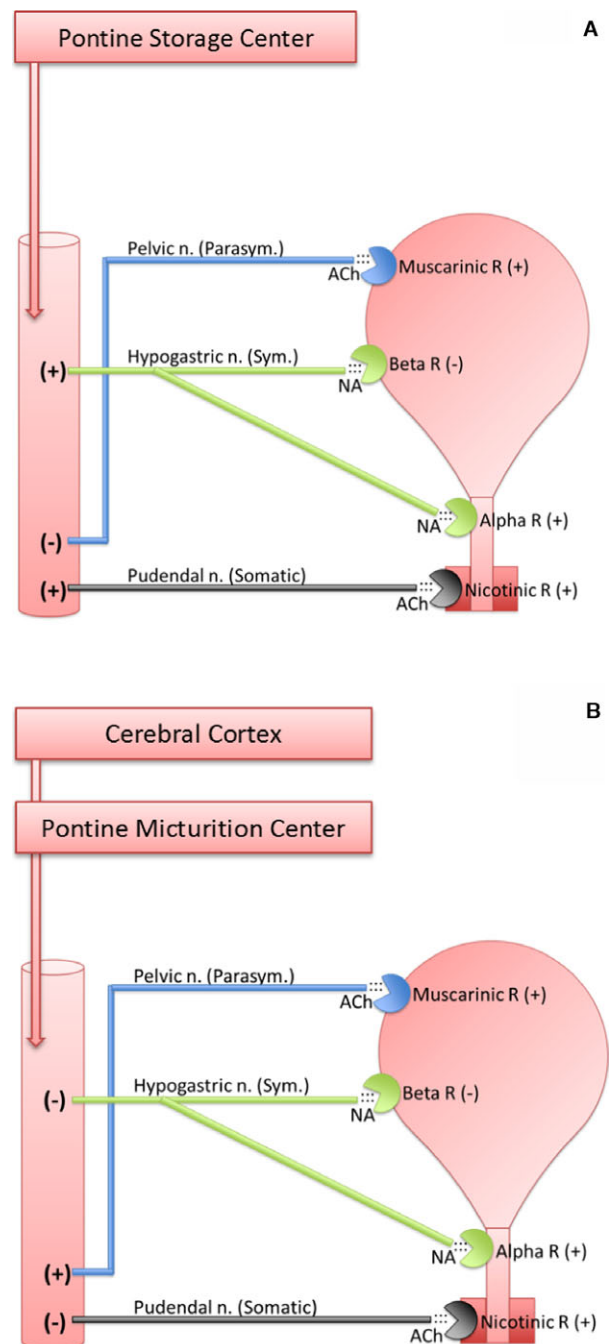 Pontine Storage Center
A
Pelvic n. (Parasym.)
ACh
Muscarinic R (+)
(+)
Hypogastric n. (Sym.)
NA
Beta R (-)
NA
Alpha R (+)
(-)
(+)
Pudendal n. (Somatic)
ACh
Nicotinic R (+)
B
Cerebral Cortex
Pontine Micturition Center
Pelvic n. (Parasym.)
ACh
Muscarinic R (+)
(-)
Hypogastric n. (Sym.)
NA
Beta R (-)
NA
Alpha R (+)
(+)
(-)
Pudendal n. (Somatic)
ACh
Nicotinic R (+)